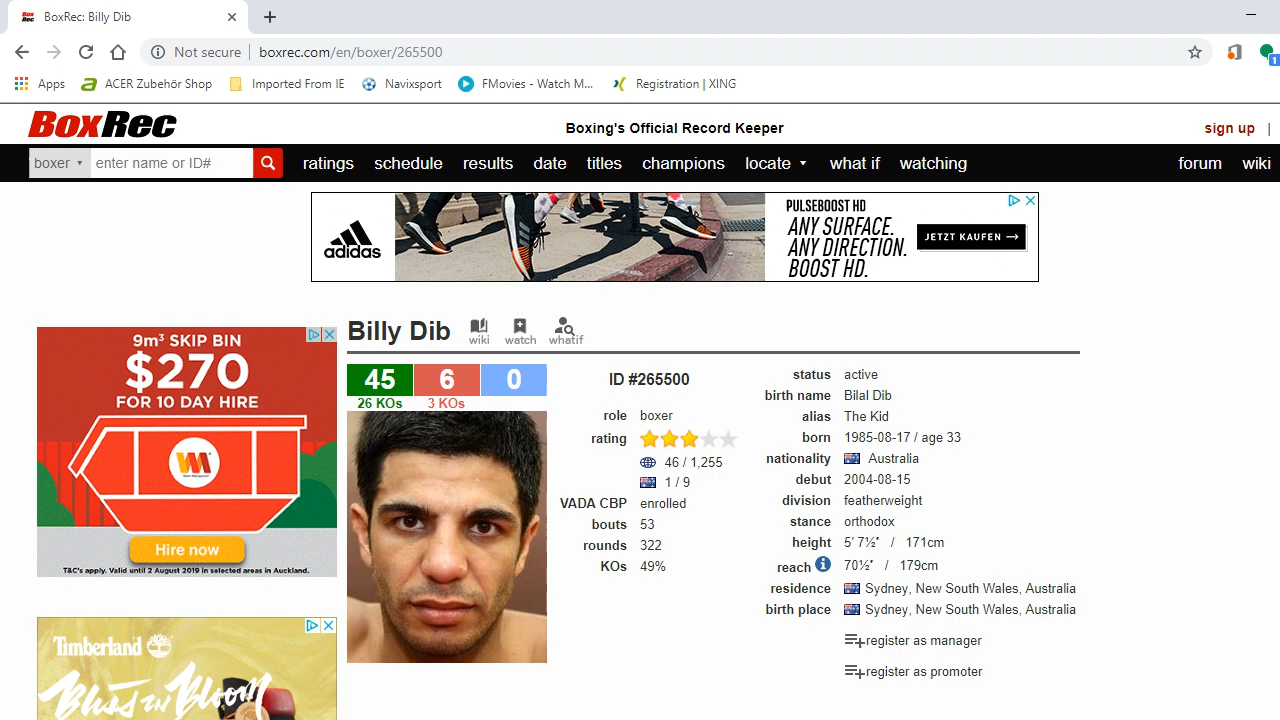 BoxRec: Billy Dib
Not secure boxrec.com/en/boxer/265500
1
Apps ACER Zubehör Shop Imported From IE Navixsport FMovies - Watch M... Registration | XING
BoxRec
Boxing's Official Record Keeper
sign up |
boxer enter name or ID# ratings schedule results date titles champions locate what if watching forum wiki
adidas
PULSEBOOST HD
ANY SURFACE.
ANY DIRECTION.
BOOST HD.
JETZT KAUFEN →
9m³ SKIP BIN
$270
FOR 10 DAY HIRE
Hire now
T&C's apply. Valid until 2 August 2019 in selected areas in Auckland.
Timberland
Bliss in Bloom
Billy Dib wiki watch whatif
45 6 0
26 KOs 3 KOs
ID #265500
role boxer
rating
46 / 1,255
1 / 9
VADA CBP enrolled
bouts 53
rounds 322
KOs 49%
status active
birth name Bilal Dib
alias The Kid
born 1985-08-17 / age 33
nationality Australia
debut 2004-08-15
division featherweight
stance orthodox
height 5′ 7½″ / 171cm
reach 70½″ / 179cm
residence Sydney, New South Wales, Australia
birth place Sydney, New South Wales, Australia
register as manager
register as promoter